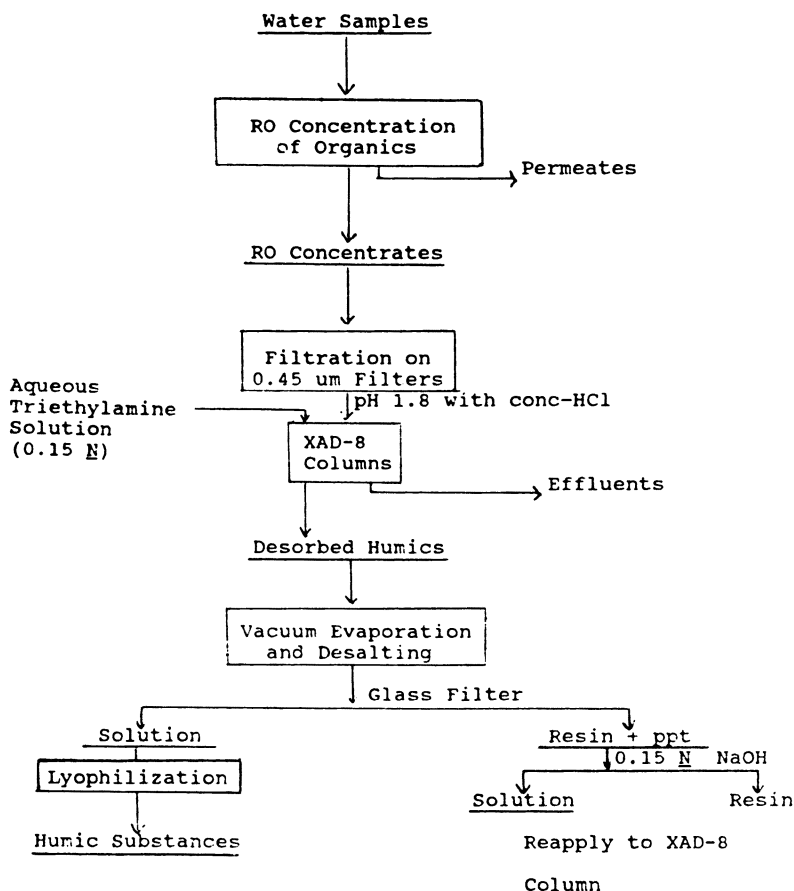 Water Samples
RO Concentration
of Organics
Permeates
RO Concentrates
Filtration on
0.45 um Filters
pH 1.8 with conc-HCl
Aqueous
Triethylamine
Solution
(0.15 N)
XAD-8
Columns
Effluents
Desorbed Humics
Vacuum Evaporation
and Desalting
Glass Filter
Solution
Resin + ppt
0.15 N NaOH
Lyophilization
Solution
Resin
Humic Substances
Reapply to XAD-8
Column